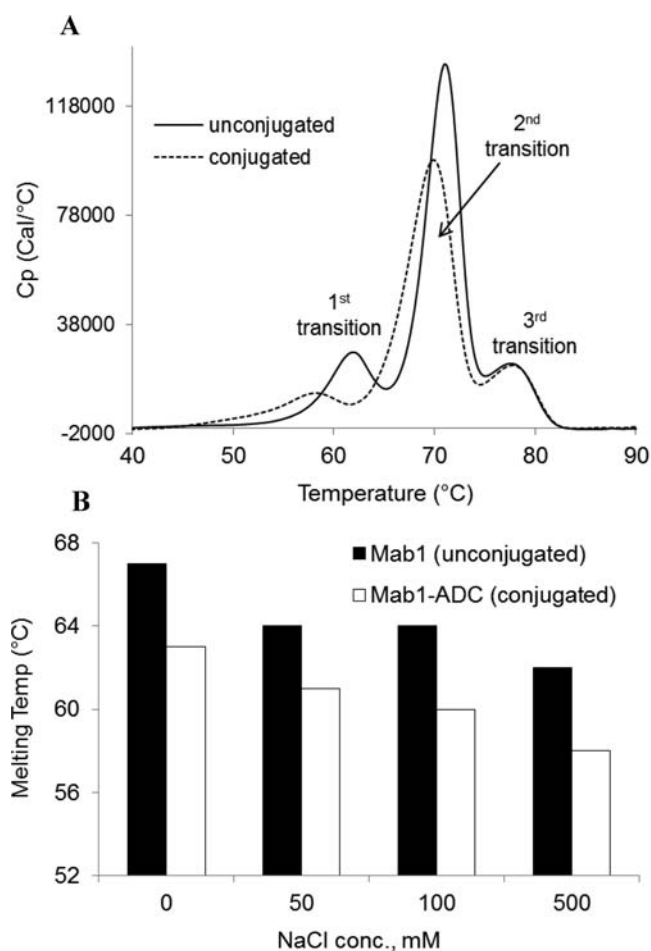 A
118000
78000
38000
-2000
Cp (Cal/°C)
unconjugated
conjugated
1st
transition
2nd
transition
3rd
transition
40 50 60 70 80 90
Temperature (°C)
B
68
64
60
56
52
Melting Temp (°C)
Mab1 (unconjugated)
Mab1-ADC (conjugated)
0 50 100 500
NaCl conc., mM